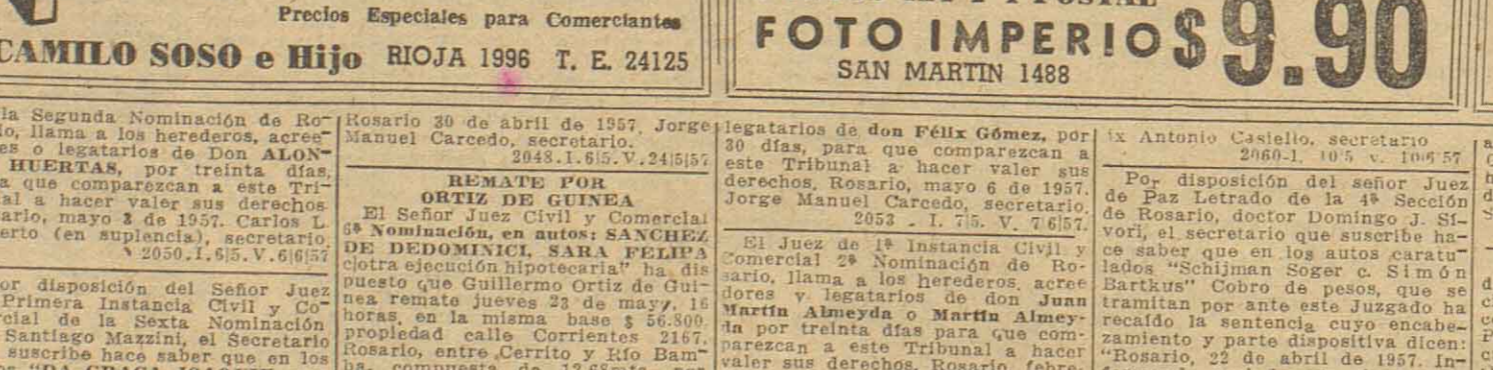 Precios Especiales para Comerciantes
CAMILO SOSO e Hijo RIOJA 1996 T. E. 24125
FOTO IMPERIO $ 9.90
SAN MARTIN 1488
la Segunda Nominación de Ro-
o, llama a los herederos, acree-
es o legatarios de Don ALON-
HUERTAS, por treinta días,
a que comparezcan a este Tri-
al a hacer valer sus derechos
ario, mayo 3 de 1957. Carlos L.
erto (en suplencia), secretario.
2050.I.6|5.V.6|6|57
or disposición del Señor Juez
Primera Instancia Civil y Co-
cial de la Sexta Nominación
Santiago Mazzini, el Secretario
suscribe hace saber que en los
Rosario 30 de abril de 1957. Jorge
Manuel Carcedo, secretario.
2048.I.6|5.V.24|5|57
REMATE POR
ORTIZ DE GUINEA
El Señor Juez Civil y Comercial
6ª Nominación, en autos: SANCHEZ
DE DEDOMINICI, SARA FELIPA
c|otra ejecución hipotecaria" ha dis
puesto que Guillermo Ortiz de Gui-
nea remate jueves 23 de mayo, 16
horas, en la misma base $ 56.800.
propiedad calle Corrientes 2167,
Rosario, entre Cerrito y Río Bam-
ba, compuesta de 12,68mts.
legatarios de don Félix Gómez, por
30 días, para que comparezcan a
este Tribunal a hacer valer sus
derechos. Rosario, mayo 6 de 1957.
Jorge Manuel Carcedo, secretario.
2053 . I. 7|5. V. 7|6|57.
El Juez de 1ª Instancia Civil y
Comercial 2ª Nominación de Ro-
sario, llama a los herederos, acree
dores y legatarios de don Juan
Martín Almeyda o Martín Almey-
da por treinta días para que com-
parezcan a este Tribunal a hacer
valer sus derechos. Rosario, febre-
ix Antonio Casiello, secretario
2060-I. 10|5 v. 10|6|57
Por disposición del señor Juez
de Paz Letrado de la 4ª Sección
de Rosario, doctor Domingo J. Sí-
vori, el secretario que suscribe ha-
ce saber que en los autos caratu-
lados "Schijman Soger c. Simón
Bartkus" Cobro de pesos, que se
tramitan por ante este Juzgado ha
recaído la sentencia cuyo encabe-
zamiento y parte dispositiva dicen:
"Rosario, 22 de abril de 1957. In-